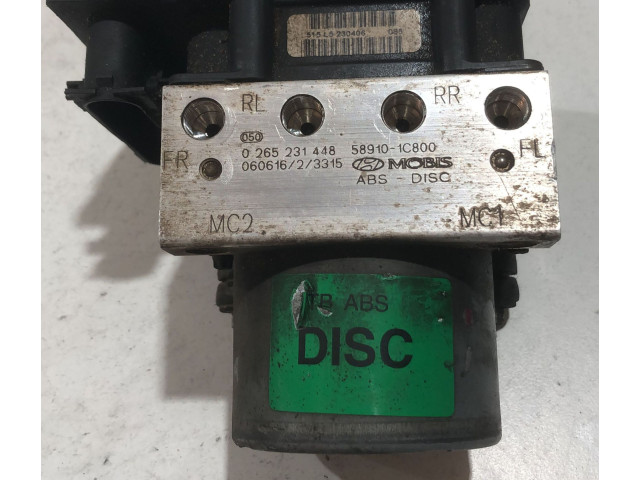 RL RR
050
0 265 231 448 58910-1C800
FR FL
060616/2/3315 MOBIS
ABS DISC
MC2 MC1
TB ABS
DISC